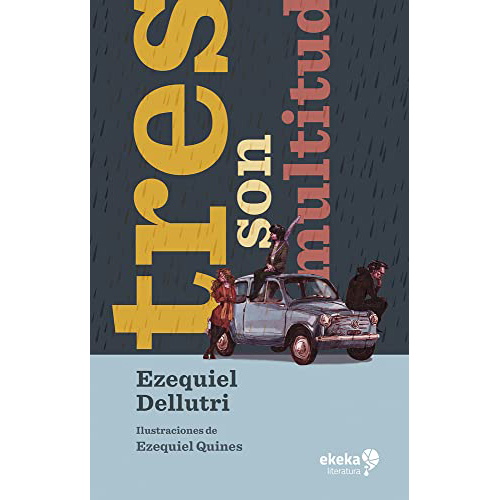 tres
son
multitud
Ezequiel
Dellutri
Ilustraciones de
Ezequiel Quines
ekeka
literatura